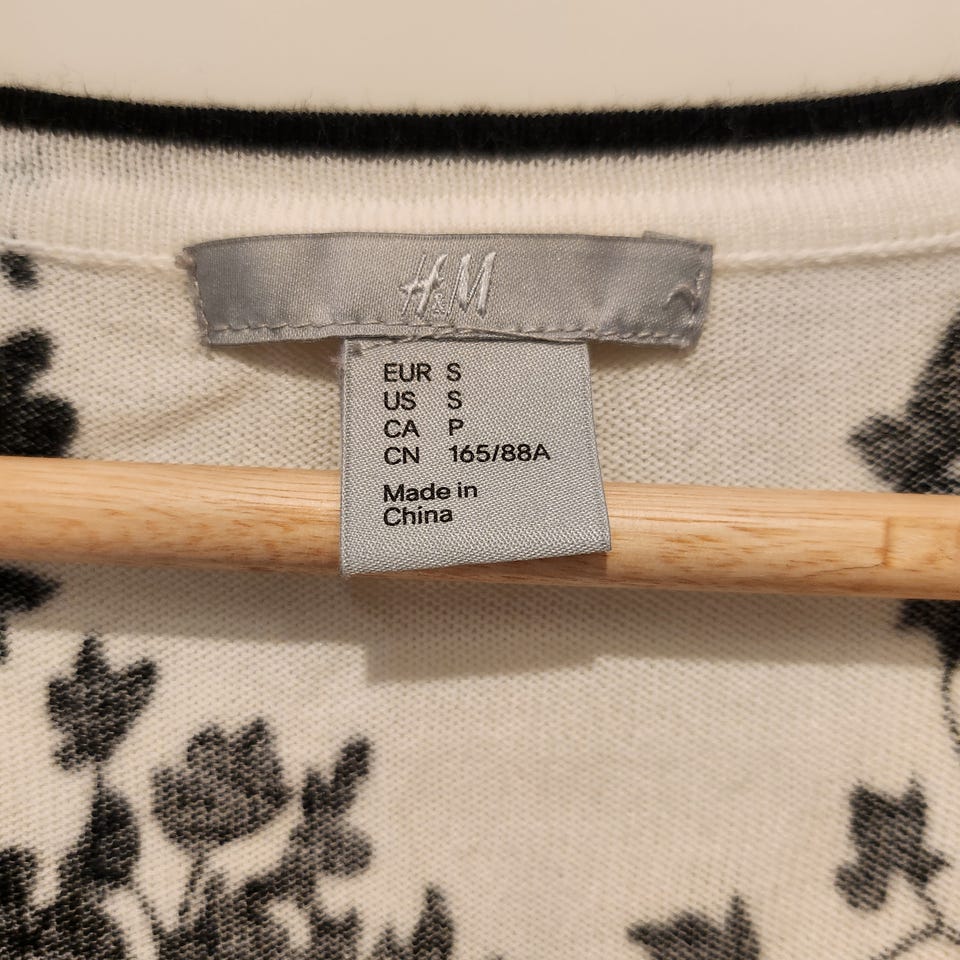 H&M
EUR S
US S
CA P
CN 165/88A
Made in
China